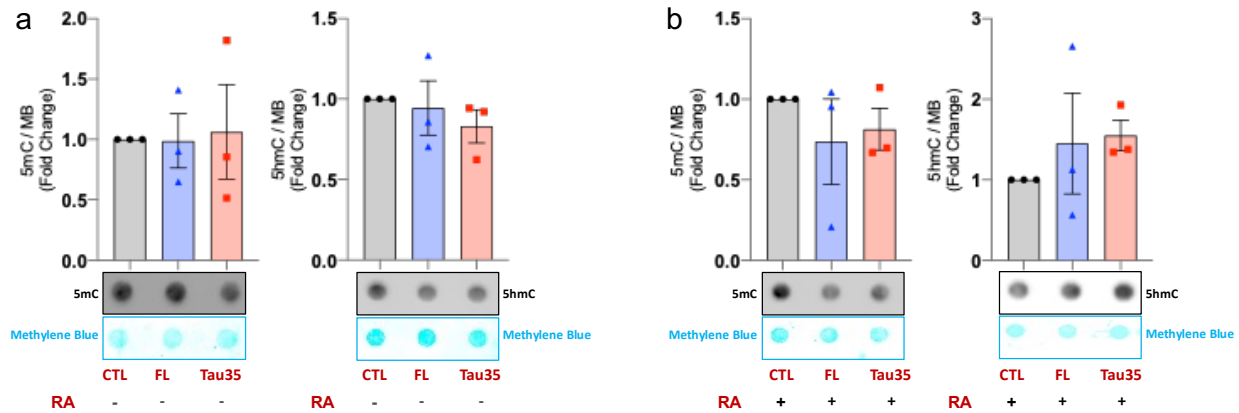 a
b
5mC / MB
(Fold Change)
2.0
1.5
1.0
0.5
0.0
5hmC / MB
(Fold Change)
1.5
1.0
0.5
0.0
5mC / MB
(Fold Change)
1.5
1.0
0.5
0.0
5hmC / MB
(Fold Change)
3
2
1
0
5mC
5hmC
5mC
5hmC
Methylene Blue
Methylene Blue
Methylene Blue
Methylene Blue
CTL FL Tau35
CTL FL Tau35
CTL FL Tau35
CTL FL Tau35
RA - - -
RA - - -
RA + + +
RA + + +